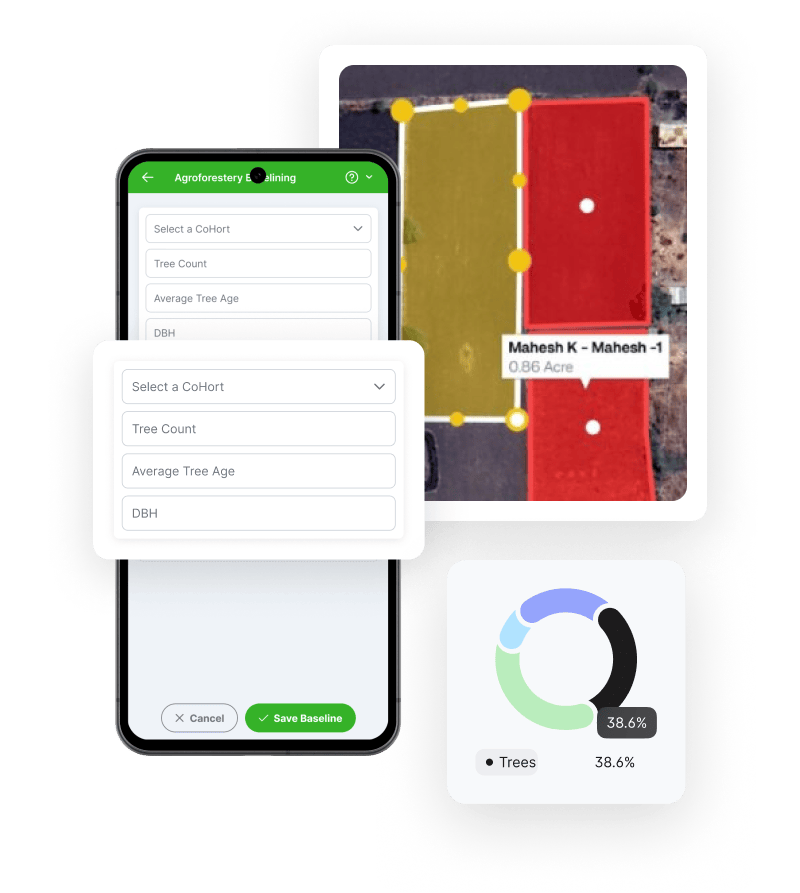 Agroforestery B elining
Select a CoHort
Tree Count
Average Tree Age
DBH
Select a CoHort
Tree Count
Average Tree Age
DBH
Cancel
Save Baseline
Mahesh K - Mahesh -1
0.86 Acre
38.6%
Trees
38.6%